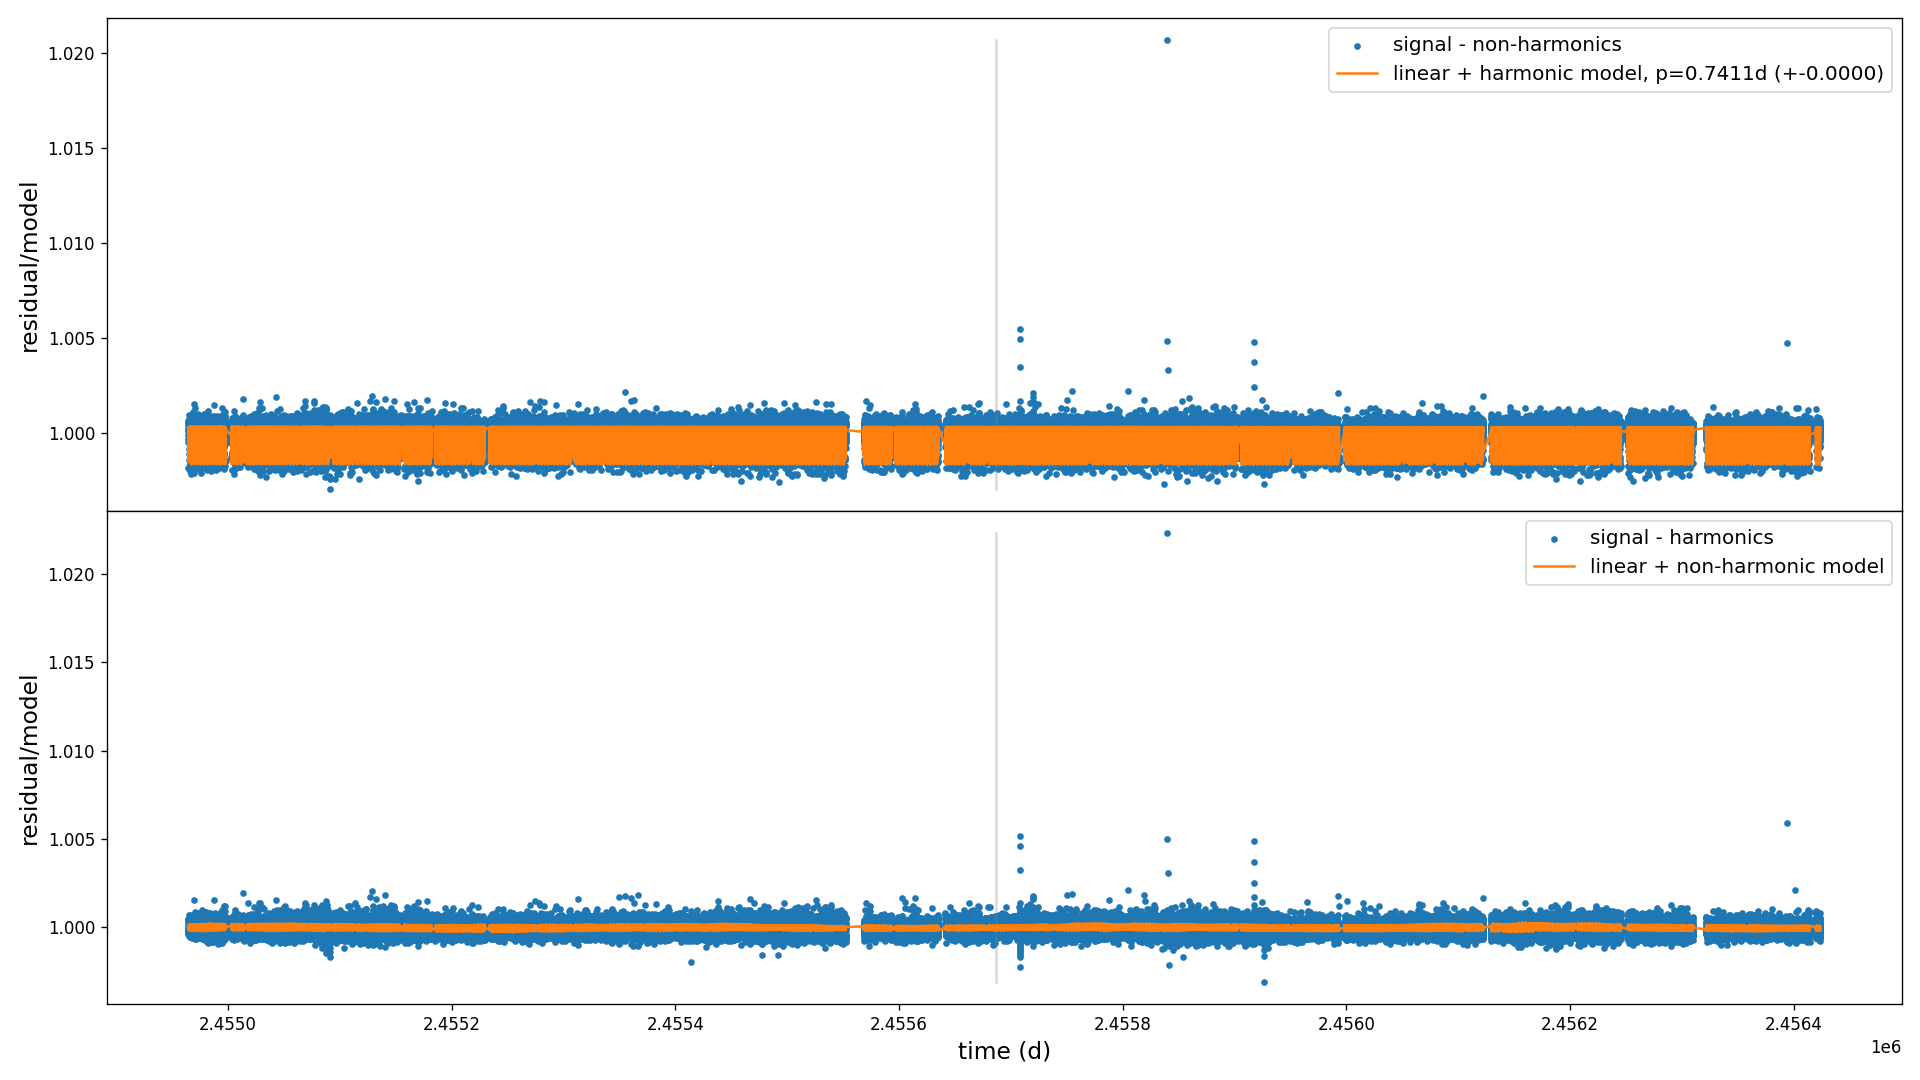 residual/model
1.020
1.015
1.010
1.005
1.000
signal - non-harmonics
linear + harmonic model, p=0.7411d (+-0.0000)
residual/model
1.020
1.015
1.010
1.005
1.000
signal - harmonics
linear + non-harmonic model
2.4550 2.4552 2.4554 2.4556 2.4558 2.4560 2.4562 2.4564
time (d)
1e6